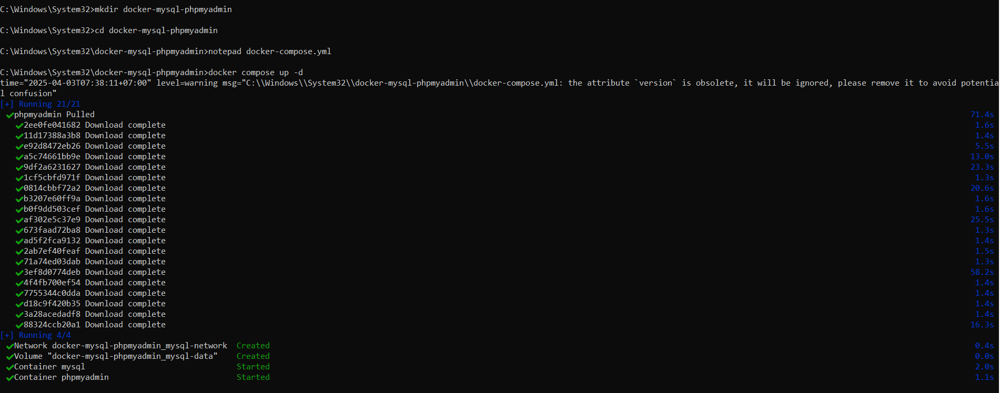 C:\Windows\System32>mkdir docker-mysql-phpmyadmin
C:\Windows\System32>cd docker-mysql-phpmyadmin
C:\Windows\System32\docker-mysql-phpmyadmin>notepad docker-compose.yml
C:\Windows\System32\docker-mysql-phpmyadmin>docker compose up -d
time="2025-04-03T07:38:11+07:00" level=warning msg="C:\\Windows\\System32\\docker-mysql-phpmyadmin\\docker-compose.yml: the attribute `version` is obsolete, it will be ignored, please remove it to avoid potentia
l confusion"
[+] Running 21/21
✔phpmyadmin Pulled 71.4s
✔2ee0fe041682 Download complete 1.6s
✔11d17388a3b8 Download complete 1.4s
✔e92d8472eb26 Download complete 5.5s
✔a5c74661bb9e Download complete 13.0s
✔9df2a6231627 Download complete 23.3s
✔1cf5cbfd971f Download complete 1.3s
✔0814cbbf72a2 Download complete 20.6s
✔b3207e60ff9a Download complete 1.6s
✔b0f9dd503cef Download complete 1.6s
✔af302e5c37e9 Download complete 25.5s
✔673faad72ba8 Download complete 1.3s
✔ad5f2fca9132 Download complete 1.4s
✔2ab7ef40feaf Download complete 1.5s
✔71a74ed03dab Download complete 1.3s
✔3ef8d0774deb Download complete 58.2s
✔4f4fb700ef54 Download complete 1.4s
✔7755344c0dda Download complete 1.4s
✔d18c9f420b35 Download complete 1.4s
✔3a28acedadf8 Download complete 1.4s
✔88324ccb20a1 Download complete 16.3s
[+] Running 4/4
✔Network docker-mysql-phpmyadmin_mysql-network Created 0.4s
✔Volume "docker-mysql-phpmyadmin_mysql-data" Created 0.0s
✔Container mysql Started 2.0s
✔Container phpmyadmin Started 1.1s